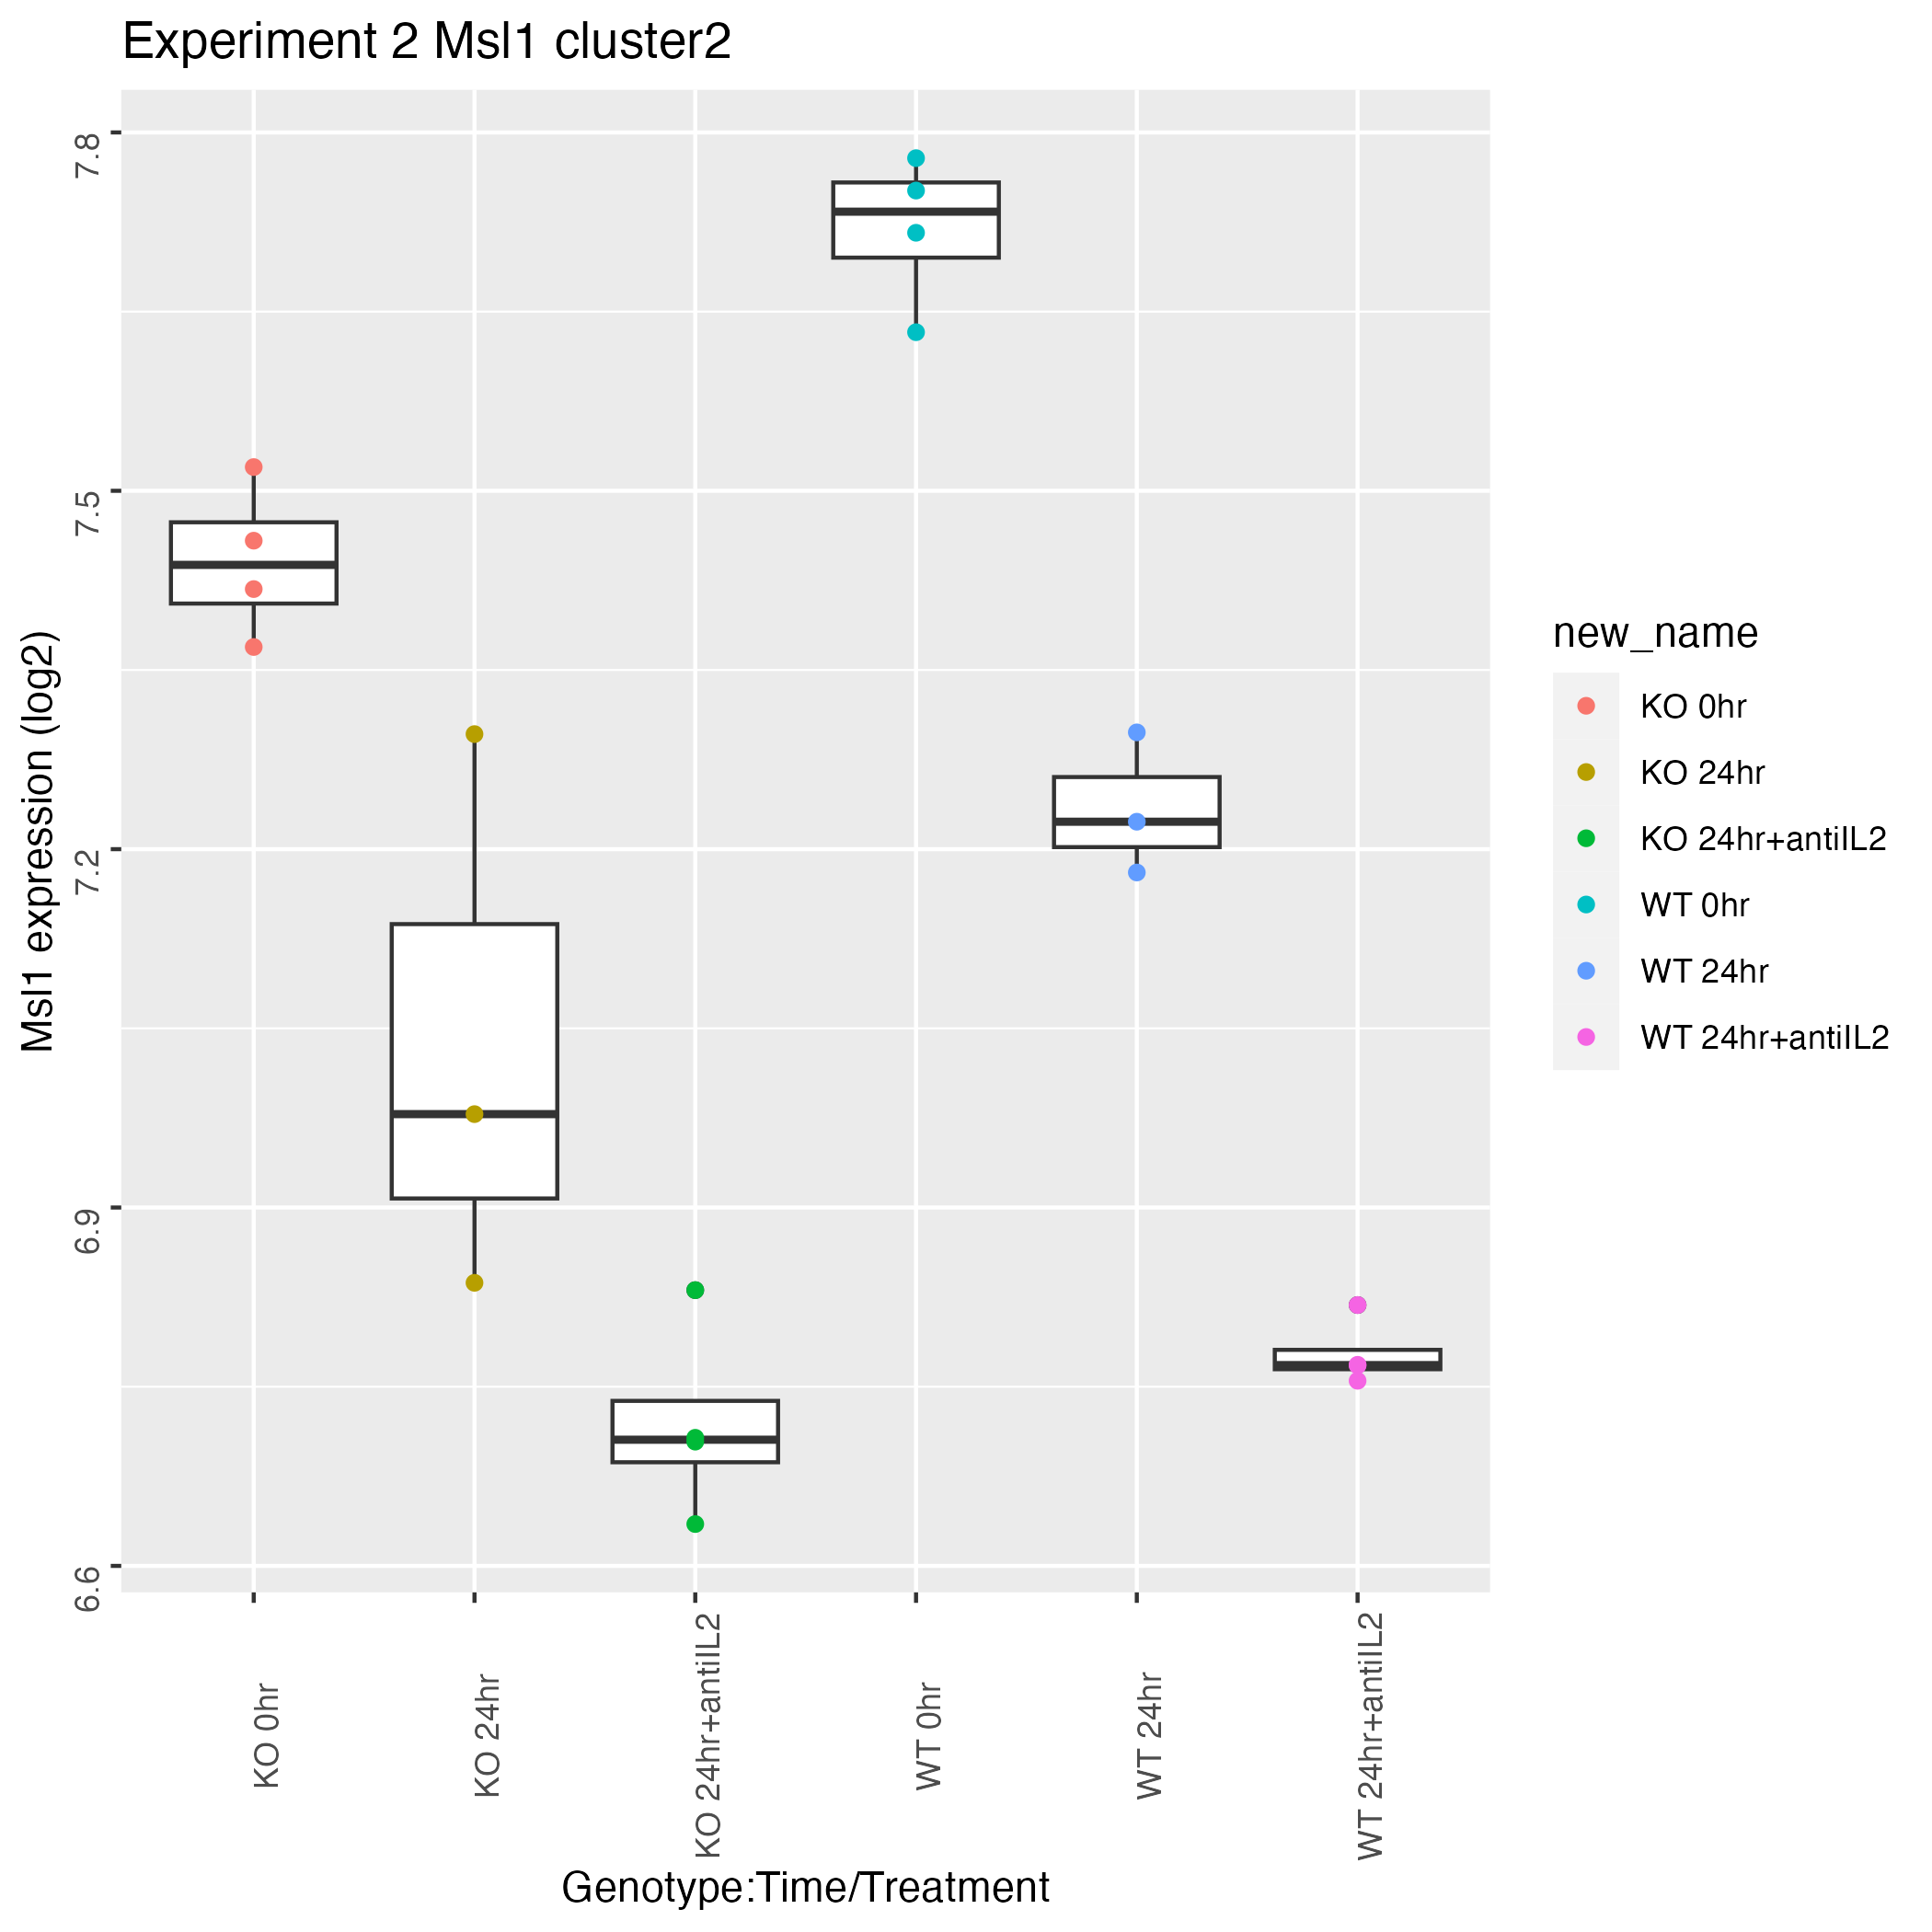 Experiment 2 Msl1 cluster2
Msl1 expression (log2)
7.8
7.5
7.2
6.9
6.6
KO 0hr
KO 24hr
KO 24hr+antiIL2
WT 0hr
WT 24hr
WT 24hr+antiIL2
Genotype:Time/Treatment
new_name
KO 0hr
KO 24hr
KO 24hr+antiIL2
WT 0hr
WT 24hr
WT 24hr+antiIL2